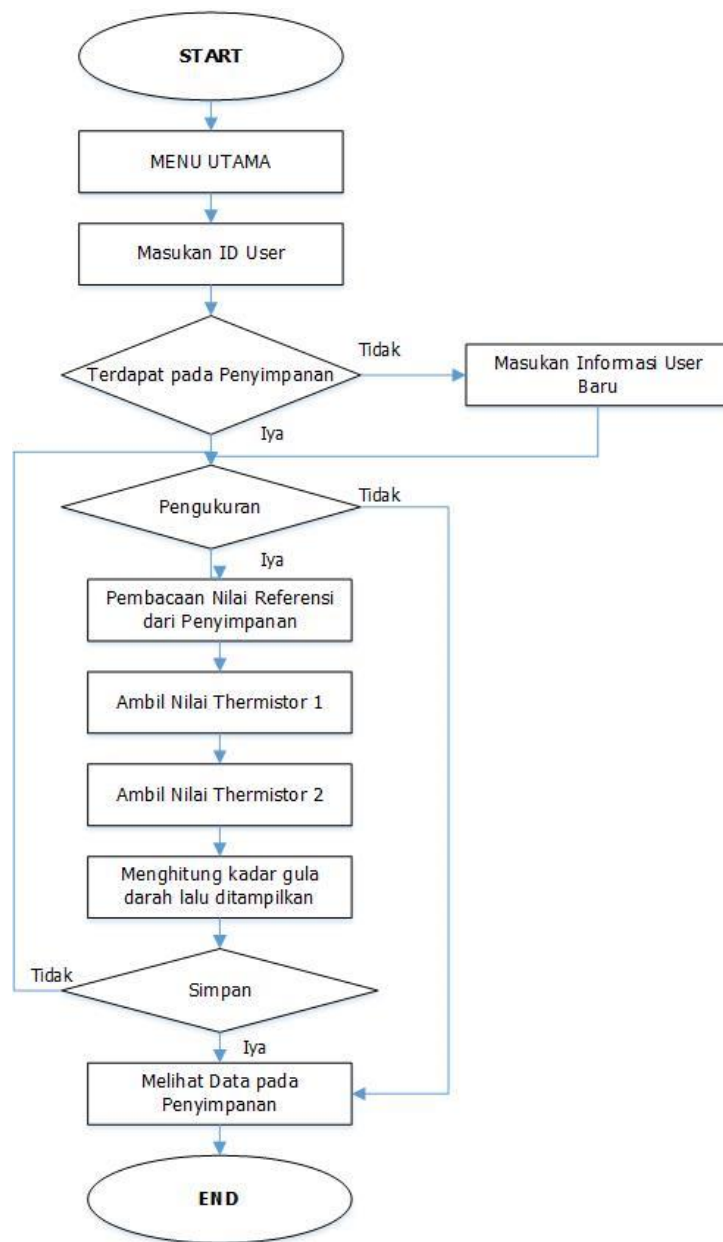 START
MENU UTAMA
Masukan ID User
Terdapat pada Penyimpanan
Tidak
Masukan Informasi User
Baru
Iya
Pengukuran
Tidak
Iya
Pembacaan Nilai Referensi
dari Penyimpanan
Ambil Nilai Thermistor 1
Ambil Nilai Thermistor 2
Menghitung kadar gula
darah lalu ditampilkan
Tidak
Simpan
Iya
Melihat Data pada
Penyimpanan
END